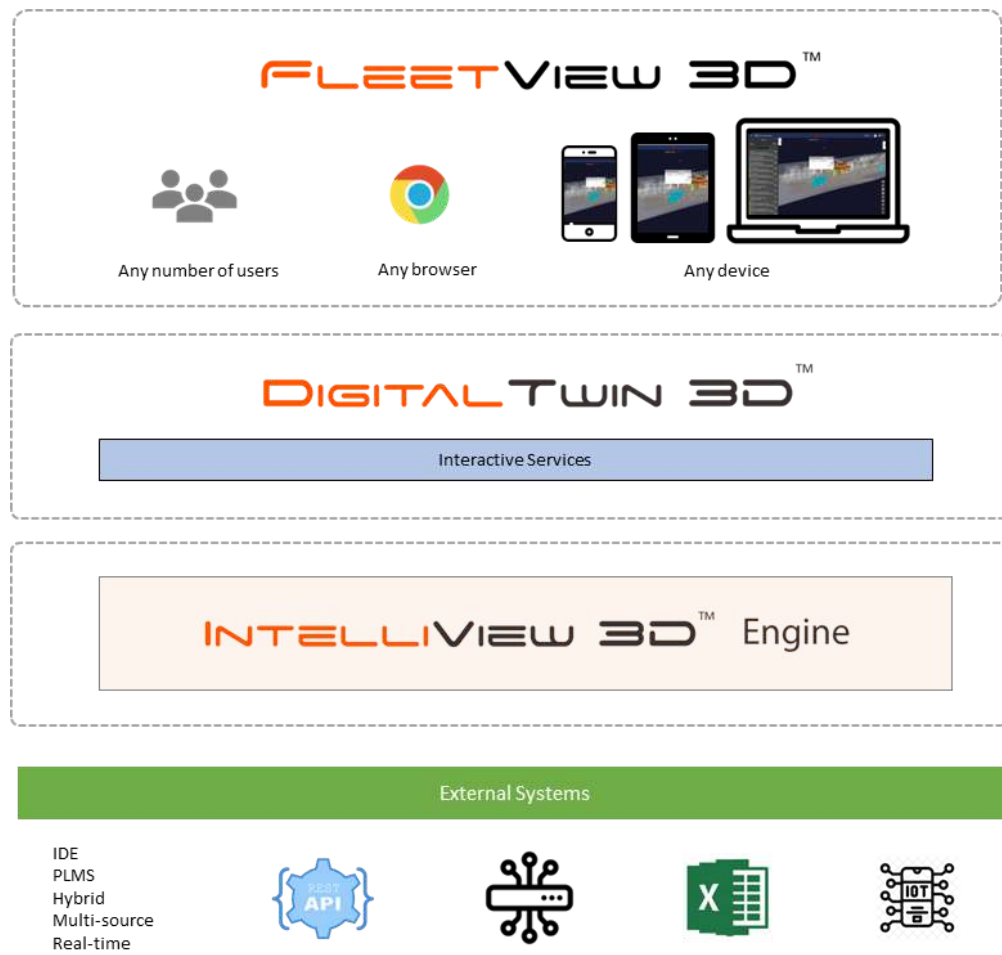 FLEETVIEW 3D™
Any number of users
Any browser
Any device
DIGITALTWIN 3D™
Interactive Services
INTELLIVIEW 3D™ Engine
External Systems
IDE
PLMS
Hybrid
Multi-source
Real-time
REST
API
X
IOT